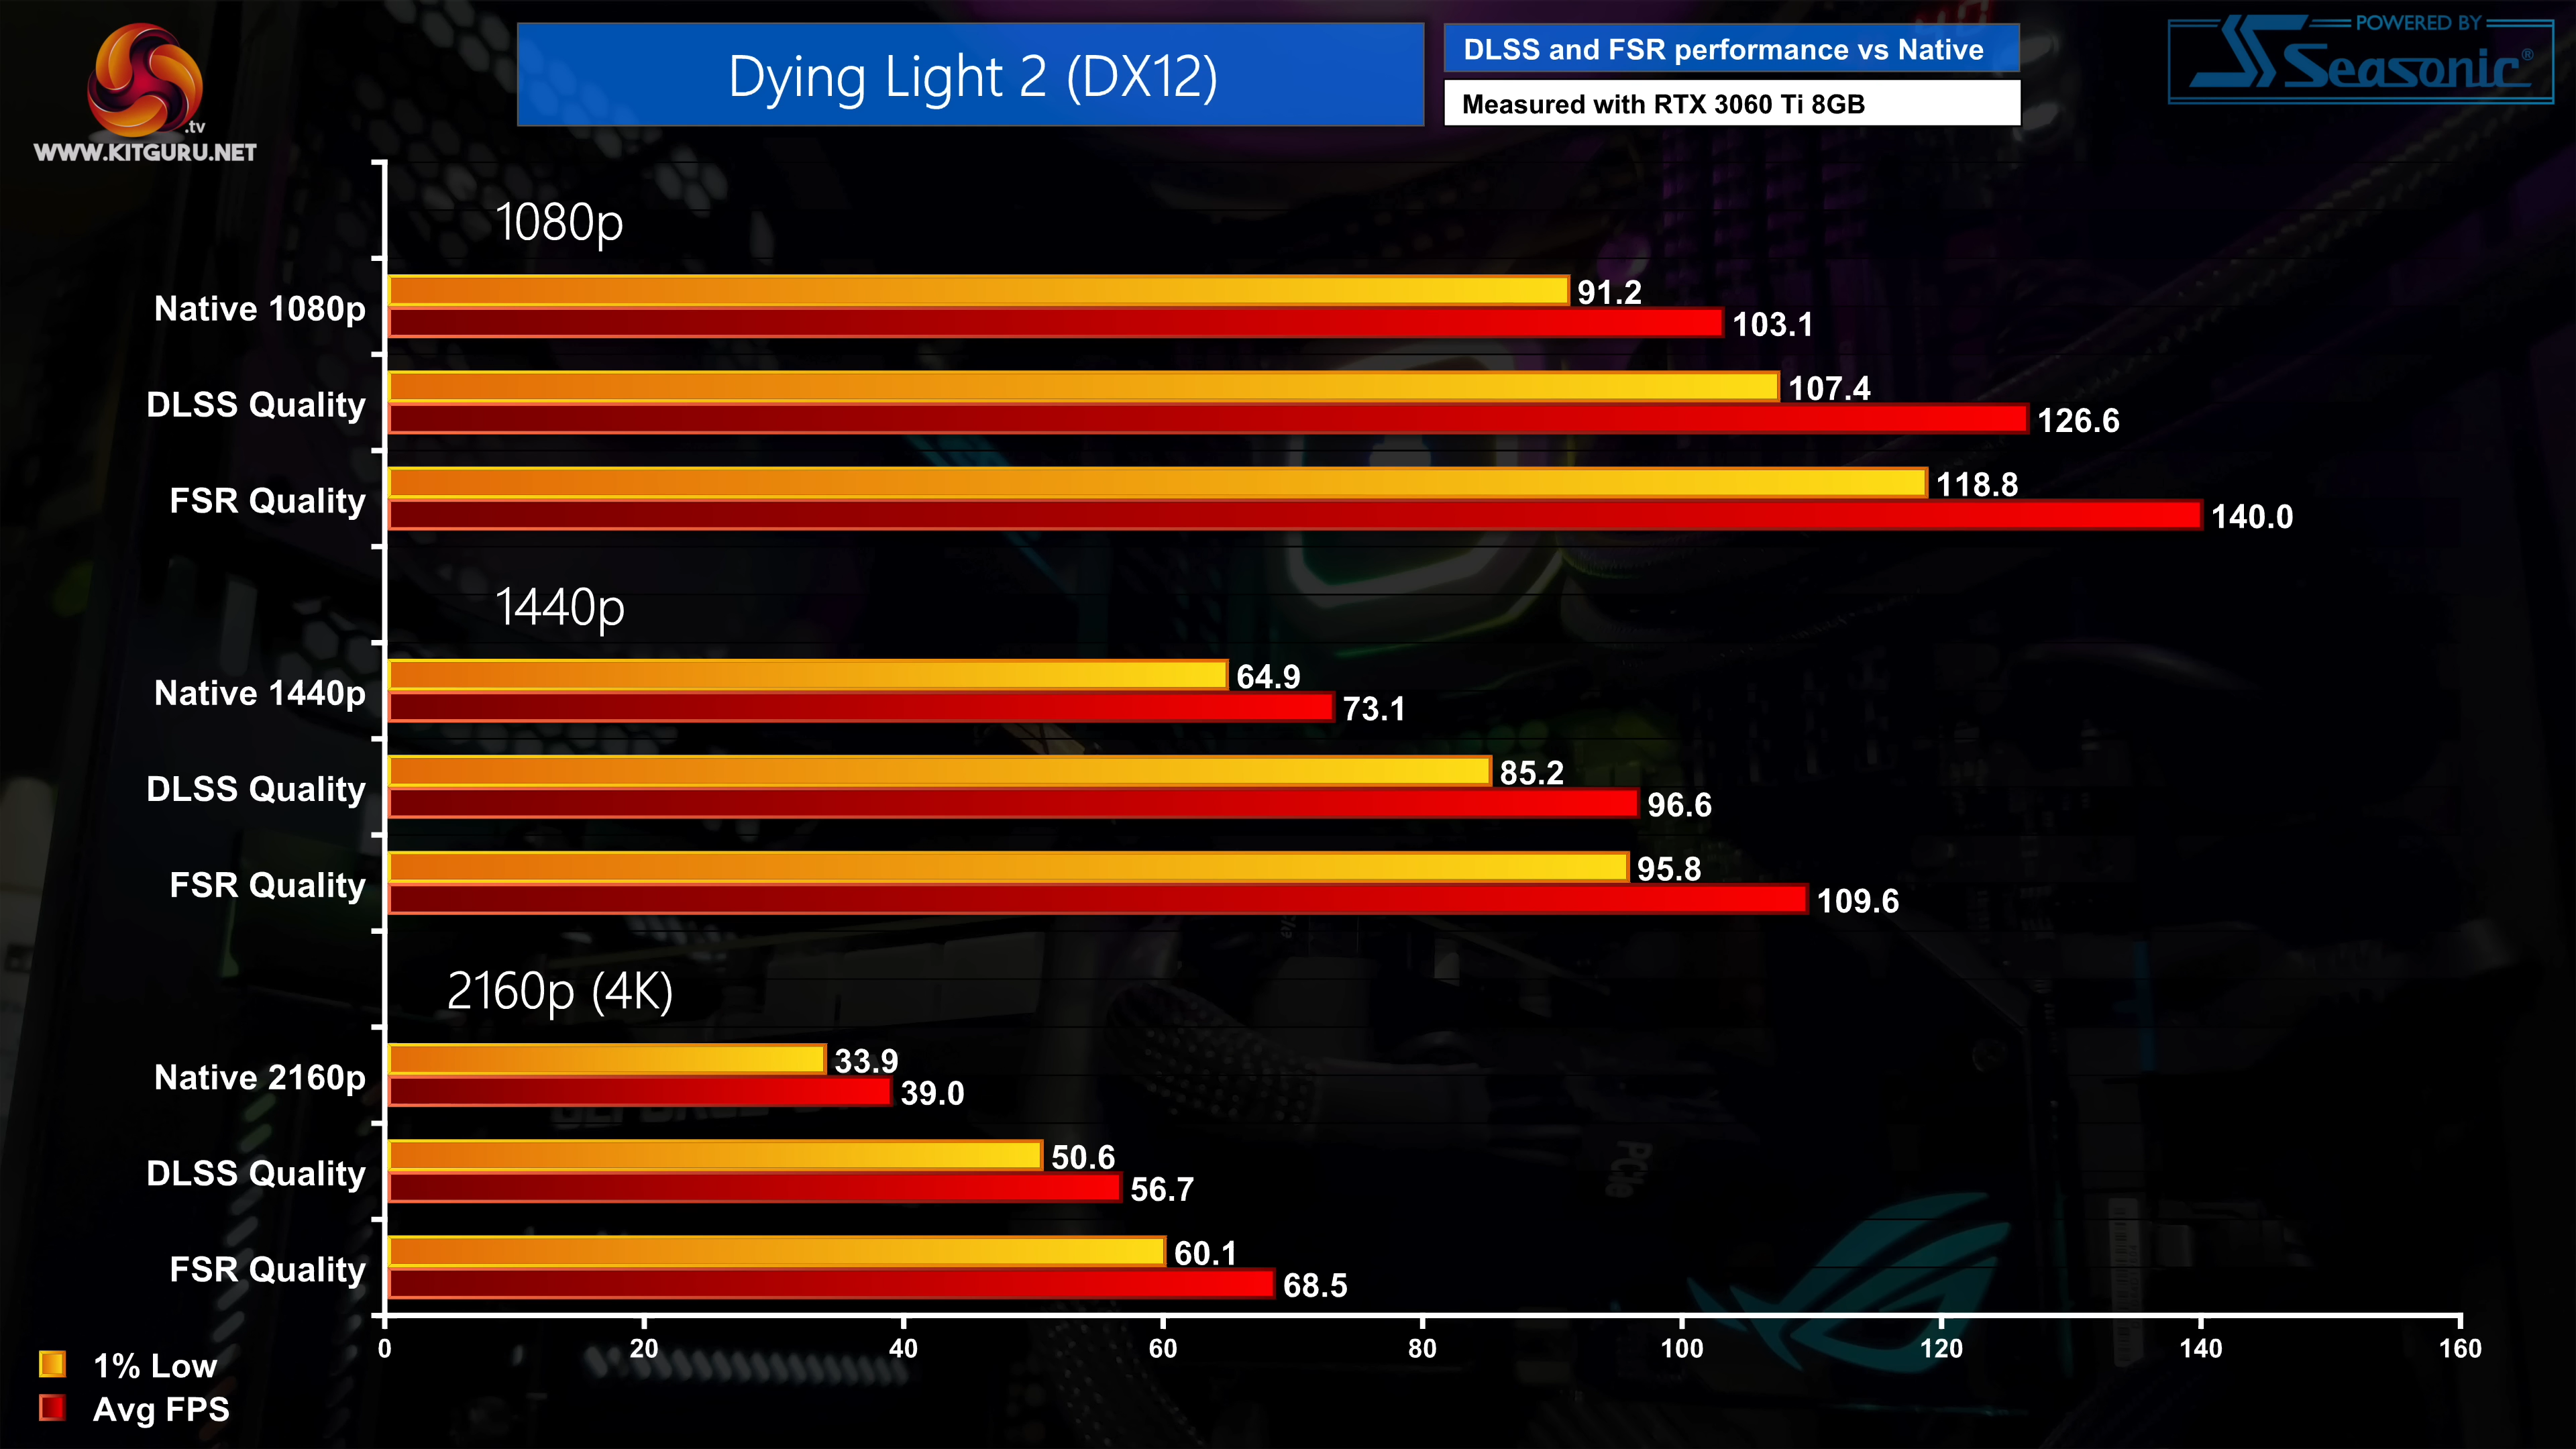 .tv
WWW.KITGURU.NET
Dying Light 2 (DX12)
DLSS and FSR performance vs Native
Measured with RTX 3060 Ti 8GB
POWERED BY
Seasonic®
1080p
Native 1080p
91.2
103.1
DLSS Quality
107.4
126.6
FSR Quality
118.8
140.0
1440p
Native 1440p
64.9
73.1
DLSS Quality
85.2
96.6
FSR Quality
95.8
109.6
2160p (4K)
Native 2160p
33.9
39.0
DLSS Quality
50.6
56.7
PCIe
FSR Quality
60.1
68.5
0 20 40 60 80 100 120 140 160
1% Low
Avg FPS